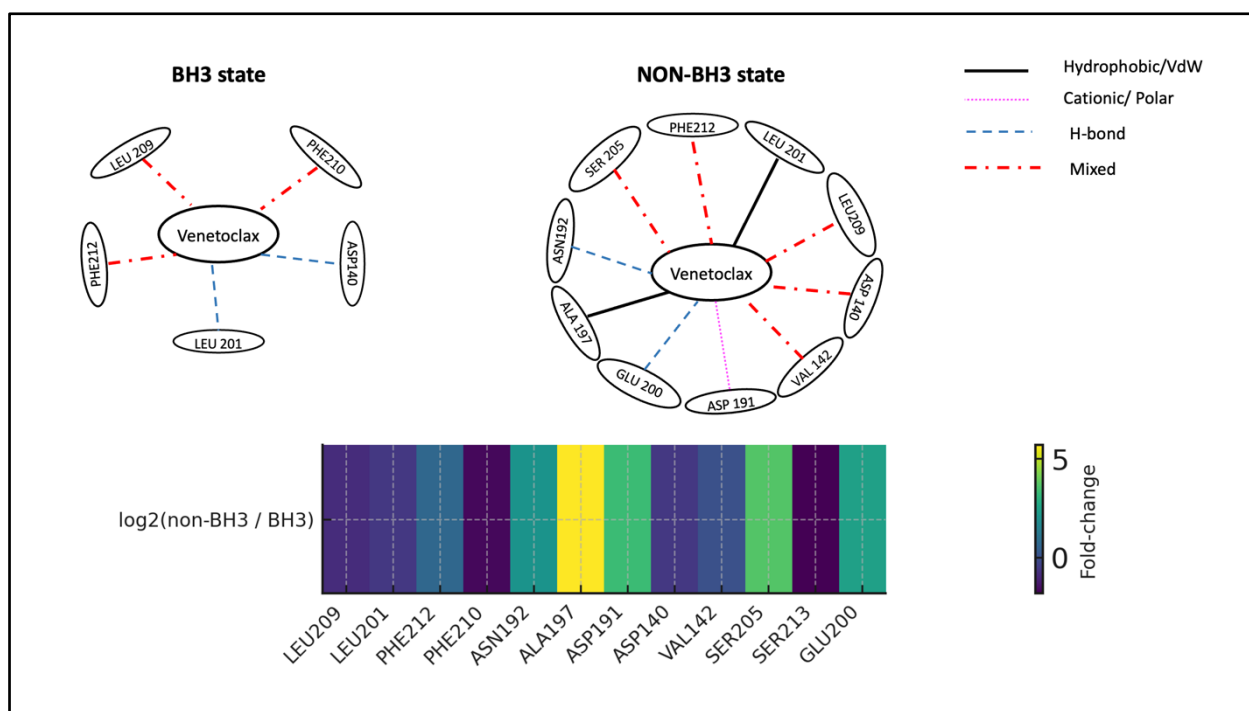 BH3 state
NON-BH3 state
Hydrophobic/VdW
Cationic/ Polar
H-bond
Mixed
LEU 209
PHE210
Venetoclax
PHE212
ASP140
LEU 201
PHE212
LEU 201
SER 205
LEU209
ASN192
Venetoclax
ASP 140
ALA 197
VAL 142
GLU 200
ASP 191
log2(non-BH3 / BH3)
5
0
Fold-change
LEU209
LEU201
PHE212
PHE210
ASN192
ALA197
ASP191
ASP140
VAL142
SER205
SER213
GLU200